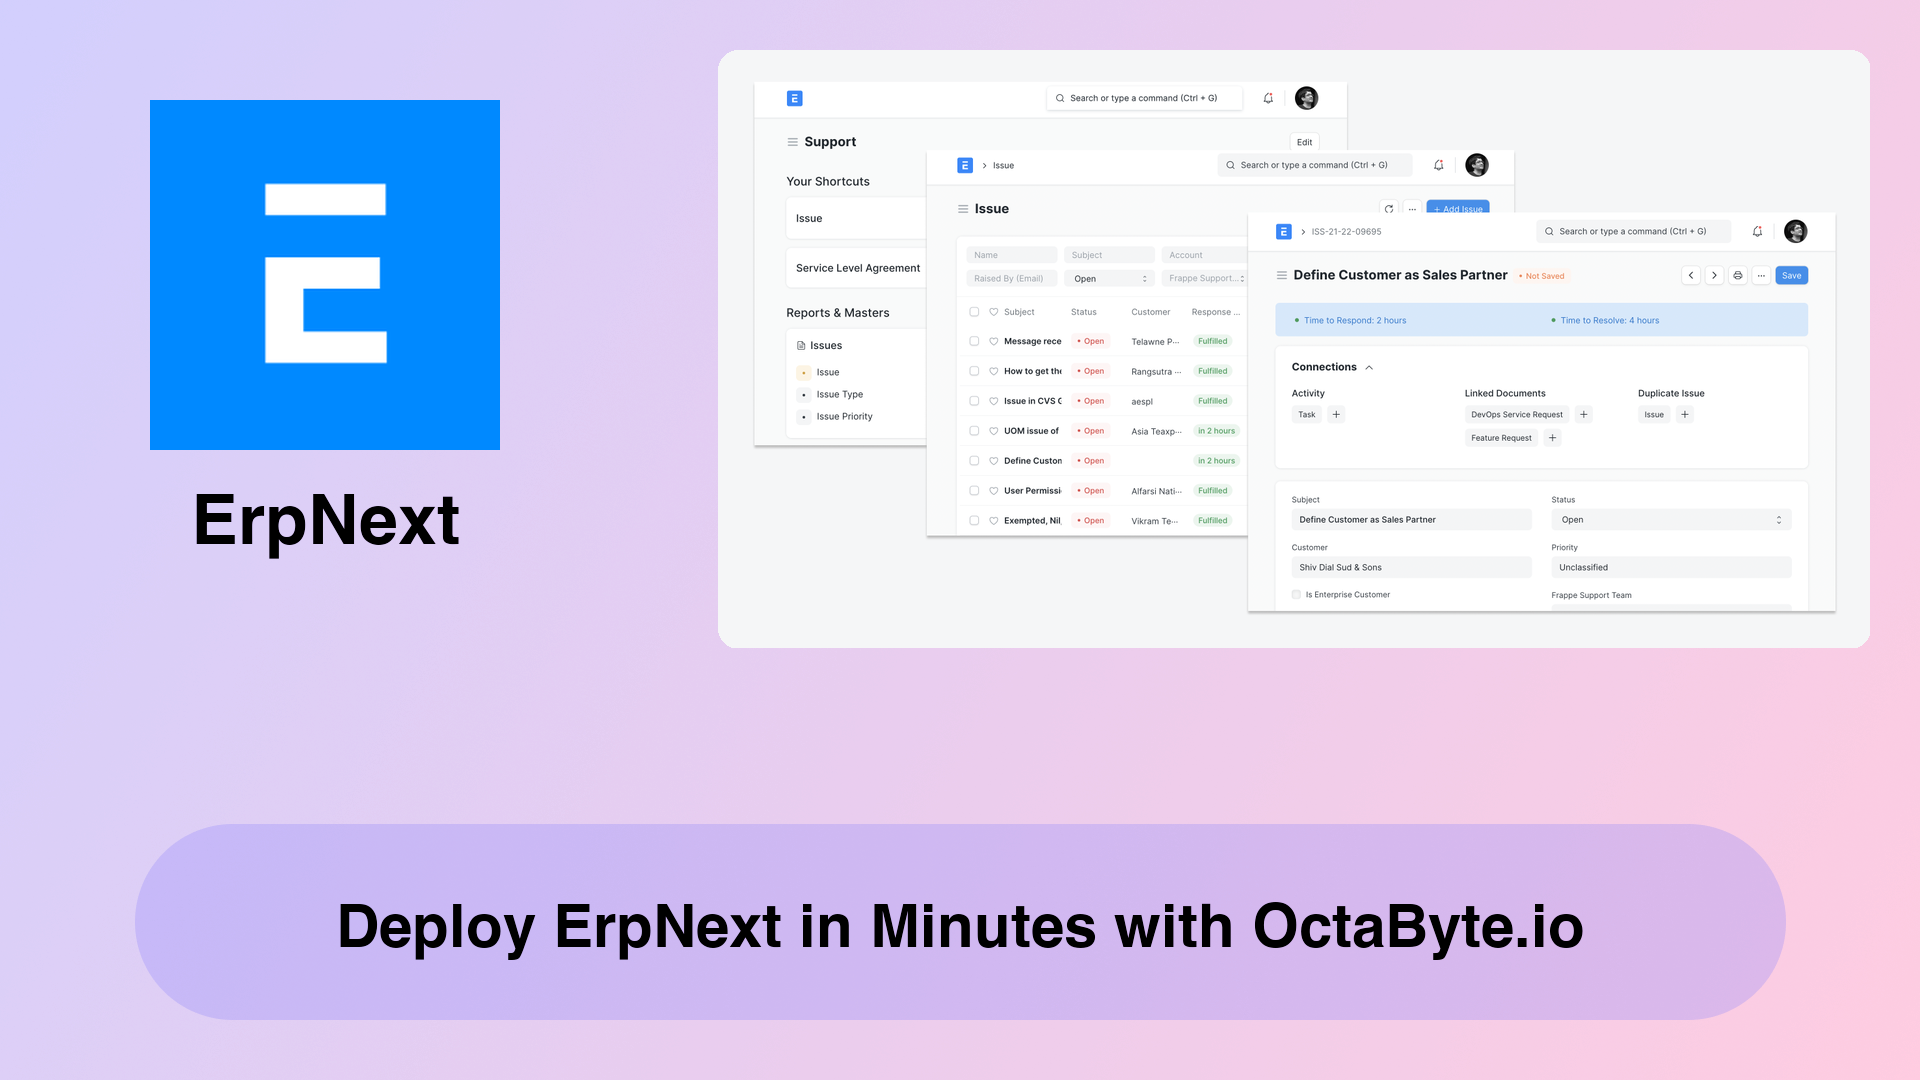 ErpNext
Search or type a command (Ctrl + G)
Support
Edit
Your Shortcuts
Issue
Service Level Agreement
Reports & Masters
Issues
Issue
Issue Type
Issue Priority
Issue
Search or type a command (Ctrl + G)
Issue
+ Add Issue
Name Subject Account
Raised By (Email) Open Frappe Support...
Subject Status Customer Response ...
Message rece Open Telawne P... Fulfilled
How to get the Open Rangsutra ... Fulfilled
Issue in CVS Open aespl Fulfilled
UOM issue of Open Asia Teaxp... in 2 hours
Define Custon Open in 2 hours
User Permissi Open Alfarsi Nati... Fulfilled
Exempted, Nil, Open Vikram Te... Fulfilled
ISS-21-22-09695
Search or type a command (Ctrl + G)
Define Customer as Sales Partner Not Saved Save
Time to Respond: 2 hours Time to Resolve: 4 hours
Connections
Activity Linked Documents Duplicate Issue
Task + DevOps Service Request + Issue +
Feature Request +
Subject Status
Define Customer as Sales Partner Open
Customer Priority
Shiv Dial Sud & Sons Unclassified
Is Enterprise Customer Frappe Support Team
Deploy ErpNext in Minutes with OctaByte.io